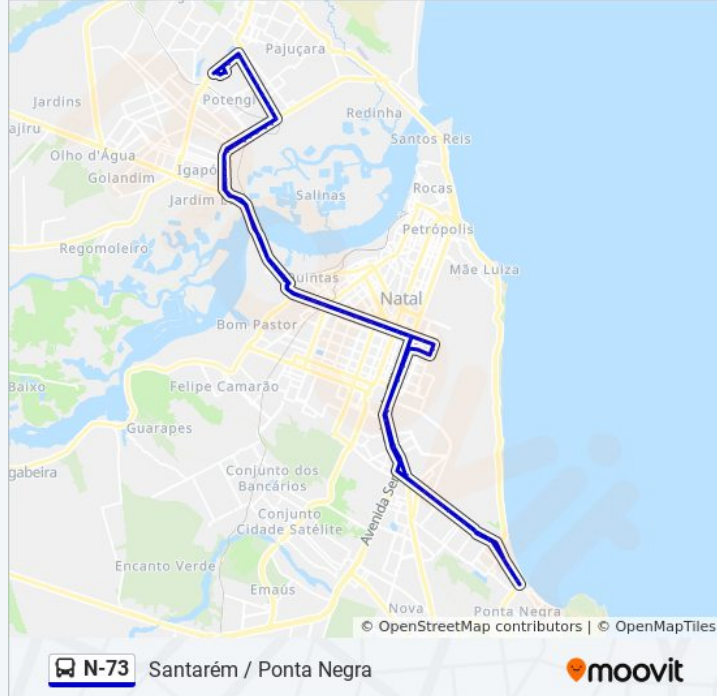 Pajuçara
Jardins
Potengi
Redinha
ajiru
Santos Reis
Olho d'Água
Igapó
Golandim
Salinas
Rocas
Jardim L
Petrópolis
Regomoleiro
Mãe Luiza
uintas
Natal
Bom Pastor
Baixo
Felipe Camarão
Guarapes
gabeira
Conjunto dos
Bancários
Avenida Se
Conjunto
Cidade Satélite
Encanto Verde
Emaús
Nova
Ponta Negra
© OpenStreetMap contributors | © OpenMapTiles
N-73 Santarém / Ponta Negra
moovit